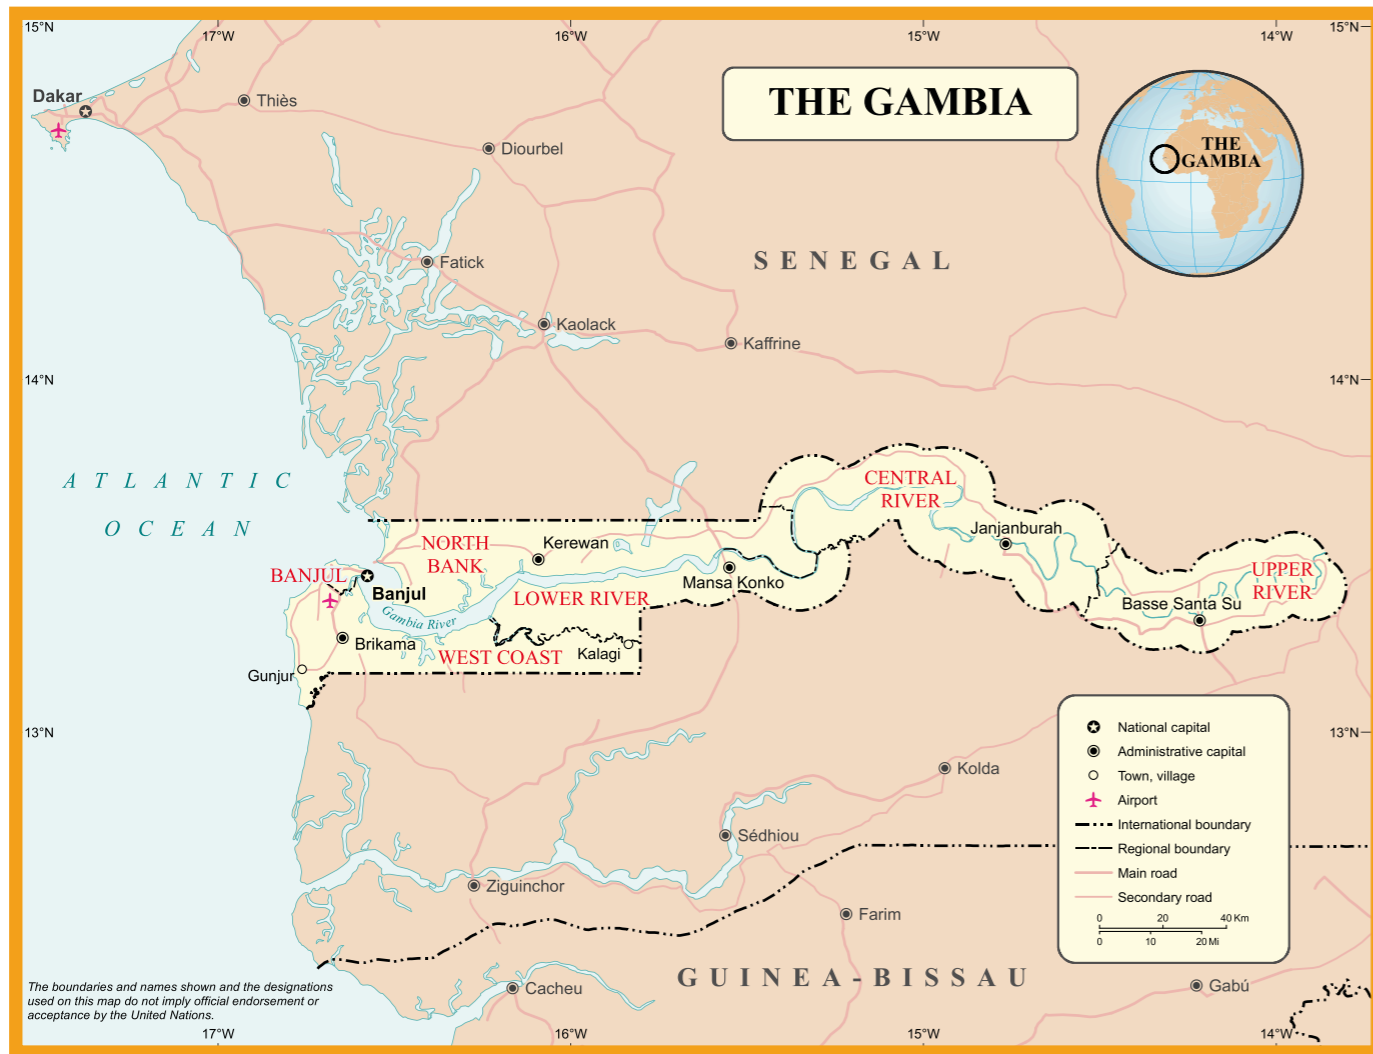 15°N
17°W
16°W
15°W
14°W
15°N
THE GAMBIA
Dakar
Thiès
Diourbel
THE
GAMBIA
SENEGAL
Fatick
Kaolack
Kaffrine
14°N
14°N
ATLANTIC
OCEAN
CENTRAL
RIVER
Janjanburah
NORTH
BANK
Kerewan
BANJUL
Banjul
Mansa Konko
UPPER
RIVER
LOWER RIVER
Basse Santa Su
Gambia River
Brikama
WEST COAST
Kalagi
Gunjur
13°N
13°N
National capital
Administrative capital
Town, village
Airport
International boundary
Regional boundary
Main road
Secondary road
0 20 40 Km
0 10 20 Mi
Kolda
Sédhiou
Ziguinchor
Farim
GUINEA-BISSAU
Cacheu
Gabú
The boundaries and names shown and the designations
used on this map do not imply official endorsement or
acceptance by the United Nations.
17°W
16°W
15°W
14°W